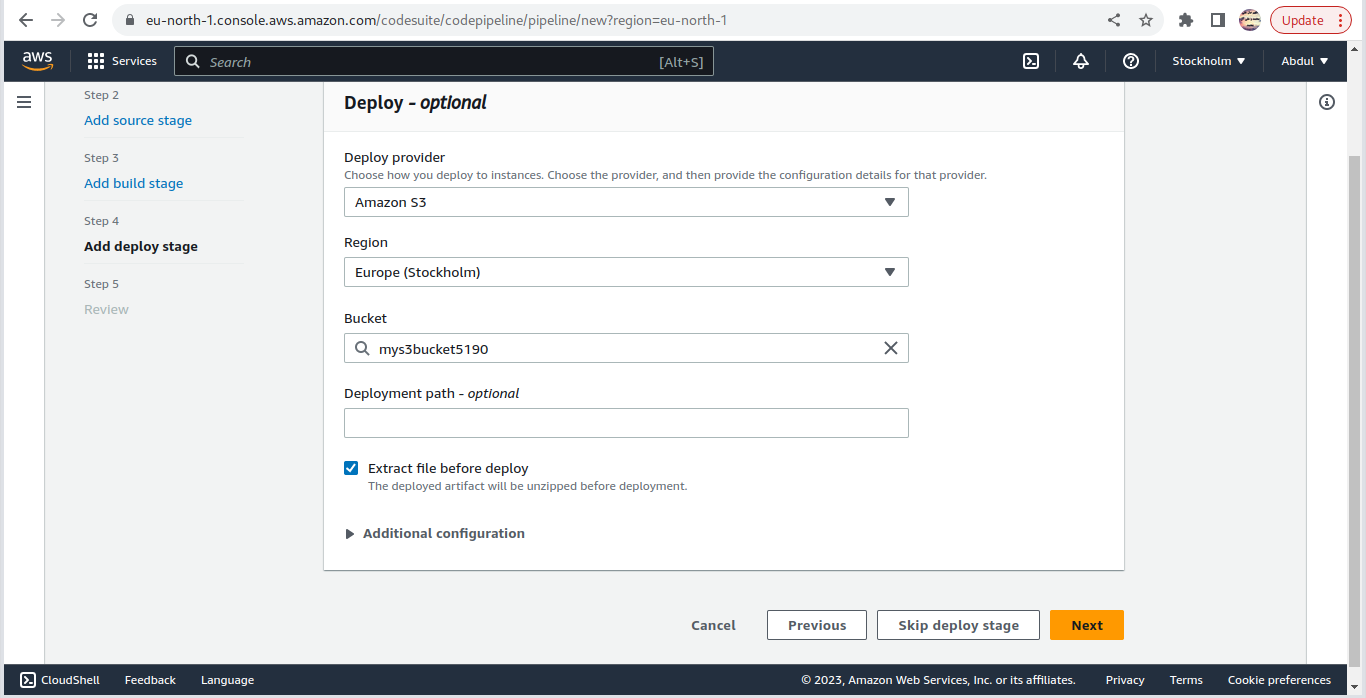 eu-north-1.console.aws.amazon.com/codesuite/codepipeline/pipeline/new?region=eu-north-1
Update
aws
Services
Search
[Alt+S]
Stockholm
Abdul
Step 2
Add source stage
Step 3
Add build stage
Step 4
Add deploy stage
Step 5
Review
Deploy - optional
Deploy provider
Choose how you deploy to instances. Choose the provider, and then provide the configuration details for that provider.
Amazon S3
Region
Europe (Stockholm)
Bucket
mys3bucket5190
Deployment path - optional
Extract file before deploy
The deployed artifact will be unzipped before deployment.
Additional configuration
Cancel
Previous
Skip deploy stage
Next
CloudShell
Feedback
Language
© 2023, Amazon Web Services, Inc. or its affiliates.
Privacy
Terms
Cookie preferences